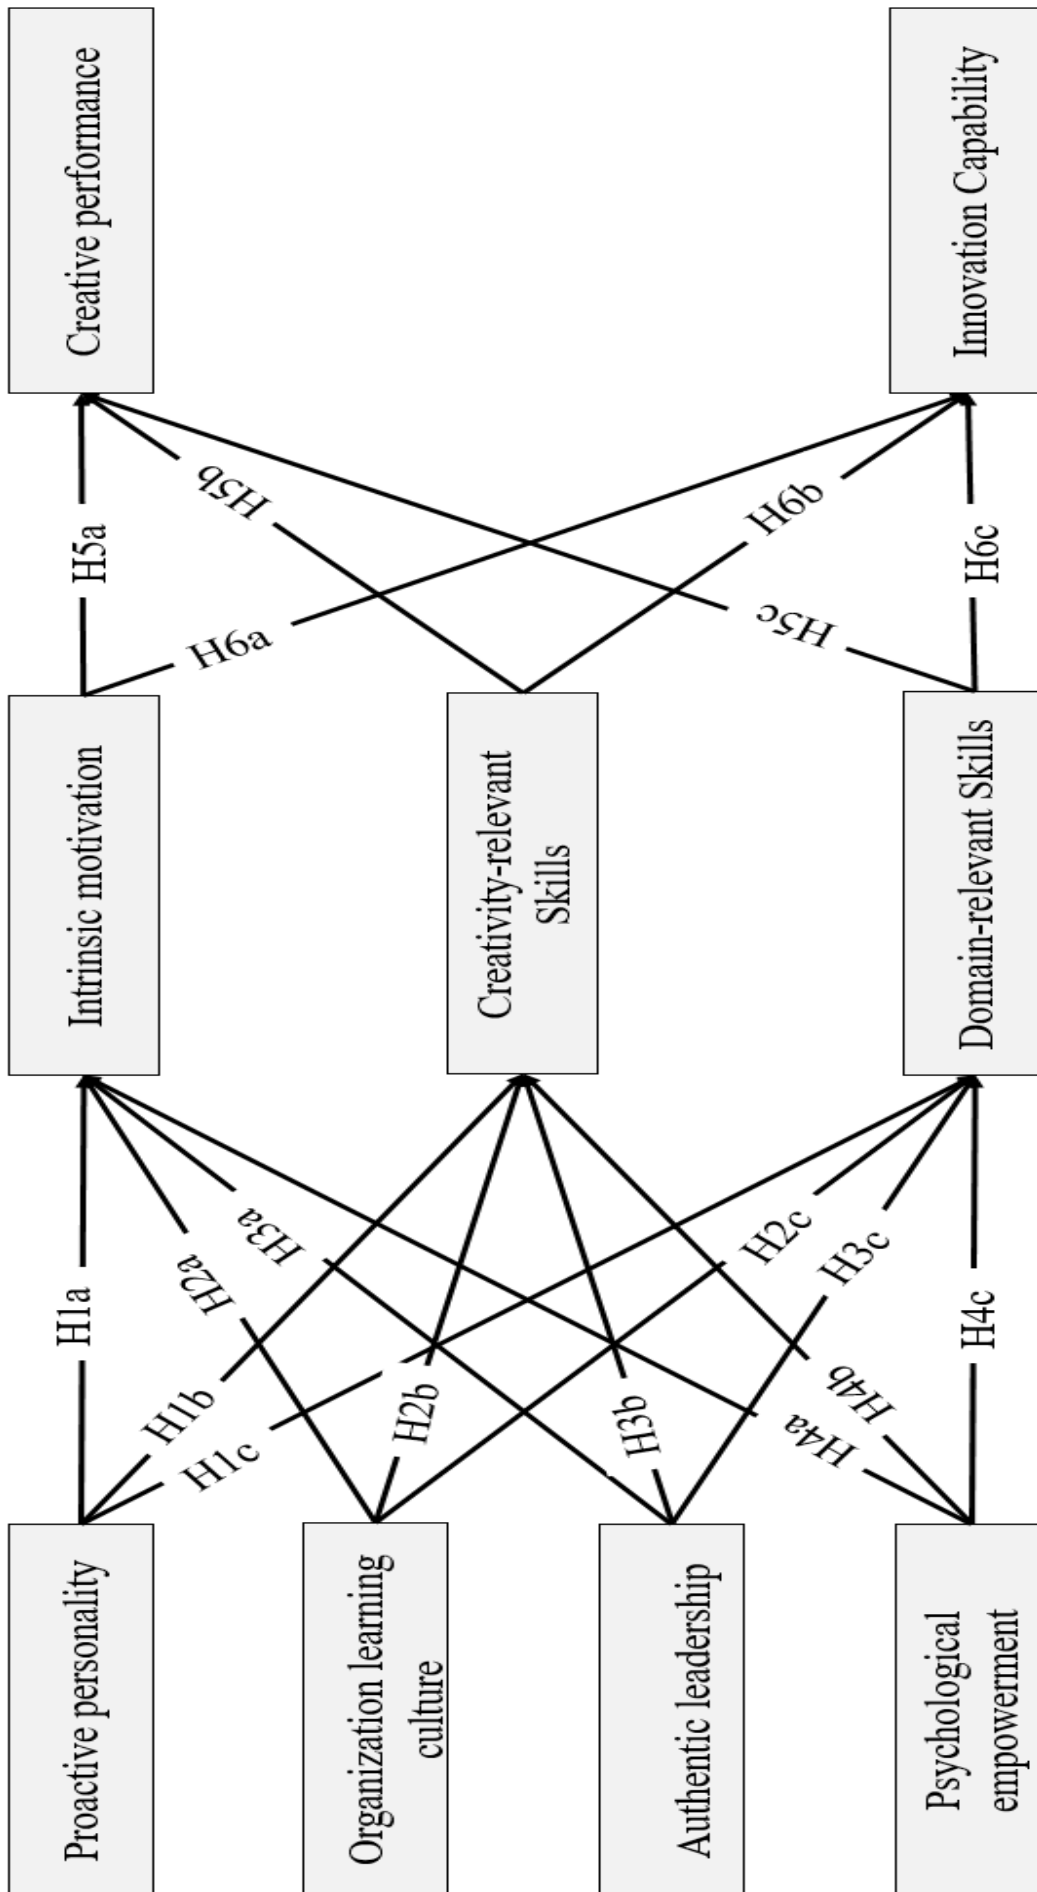 Proactive personality
Organization learning
culture
Authentic leadership
Psychological
empowerment
H1a
H1b
H1c
H2a
H2b
H2c
H3a
H3b
H3c
H4a
H4b
H4c
Intrinsic motivation
Creativity-relevant
Skills
Domain-relevant Skills
H5a
H5b
H5c
H6a
H6b
H6c
Creative performance
Innovation Capability